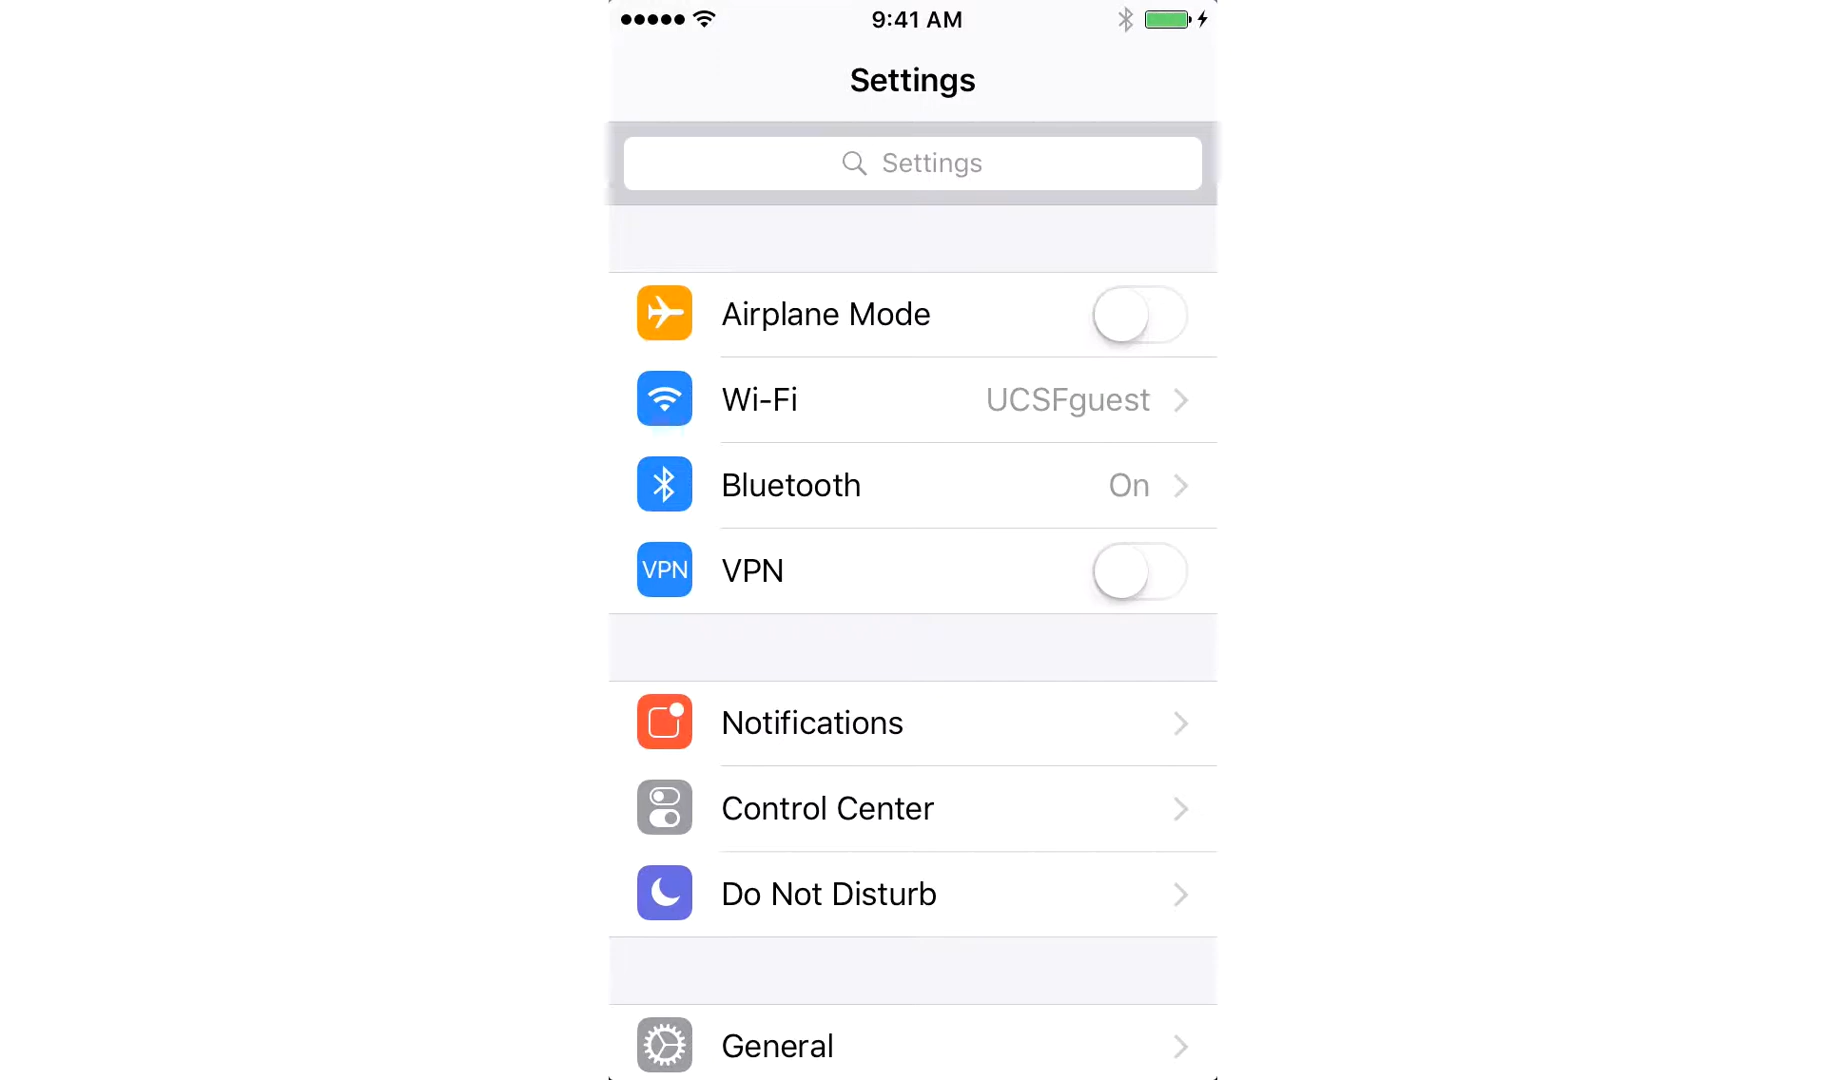 9:41 AM
Settings
Settings
Airplane Mode
Wi-Fi UCSFguest
Bluetooth On
VPN VPN
Notifications
Control Center
Do Not Disturb
General